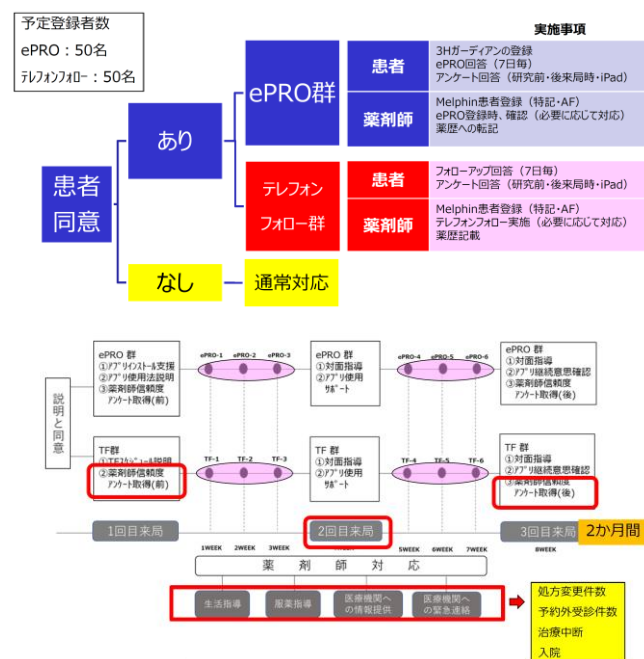 予定登録者数
ePRO:50名
ﾃﾚﾌｫﾝﾌｫﾛｰ:50名
実施事項
患者同意
あり
なし
ePRO群
患者
3Hガーディアンの登録
ePRO回答(7日毎)
アンケート回答(研究前・後来局時・iPad)
薬剤師
Melphin患者登録(特記・AF)
ePRO登録時、確認(必要に応じて対応)
薬歴への転記
テレフォン
フォロー群
患者
フォローアップ回答(7日毎)
アンケート回答(研究前・後来局時・iPad)
薬剤師
Melphin患者登録(特記・AF)
テレフォンフォロー実施(必要に応じて対応)
薬歴記載
通常対応
説明と同意
ePRO 群
①ｱﾌﾟﾘｲﾝｽﾄｰﾙ支援
②ｱﾌﾟﾘ使用法説明
③薬剤師信頼度
ｱﾝｹｰﾄ取得(前)
ePRO-1 ePRO-2 ePRO-3
ePRO 群
①対面指導
②ｱﾌﾟﾘ使用
ｻﾎﾟｰﾄ
ePRO-4 ePRO-5 ePRO-6
ePRO 群
①対面指導
②ｱﾌﾟﾘ継続意思確認
③薬剤師信頼度
ｱﾝｹｰﾄ取得(後)
TF群
①TFｽｹｼﾞｭｰﾙ説明
②薬剤師信頼度
ｱﾝｹｰﾄ取得(前)
TF-1 TF-2 TF-3
TF 群
①対面指導
②ｱﾌﾟﾘ使用
ｻﾎﾟｰﾄ
TF-4 TF-5 TF-6
TF 群
①対面指導
②ｱﾌﾟﾘ継続意思確認
③薬剤師信頼度
ｱﾝｹｰﾄ取得(後)
1回目来局
2回目来局
3回目来局
2か月間
1WEEK 2WEEK 3WEEK
5WEEK 6WEEK 7WEEK
8WEEK
薬剤師対応
生活指導
服薬指導
医療機関へ
の情報提供
医療機関へ
の緊急連絡
処方変更件数
予約外受診件数
治療中断
入院